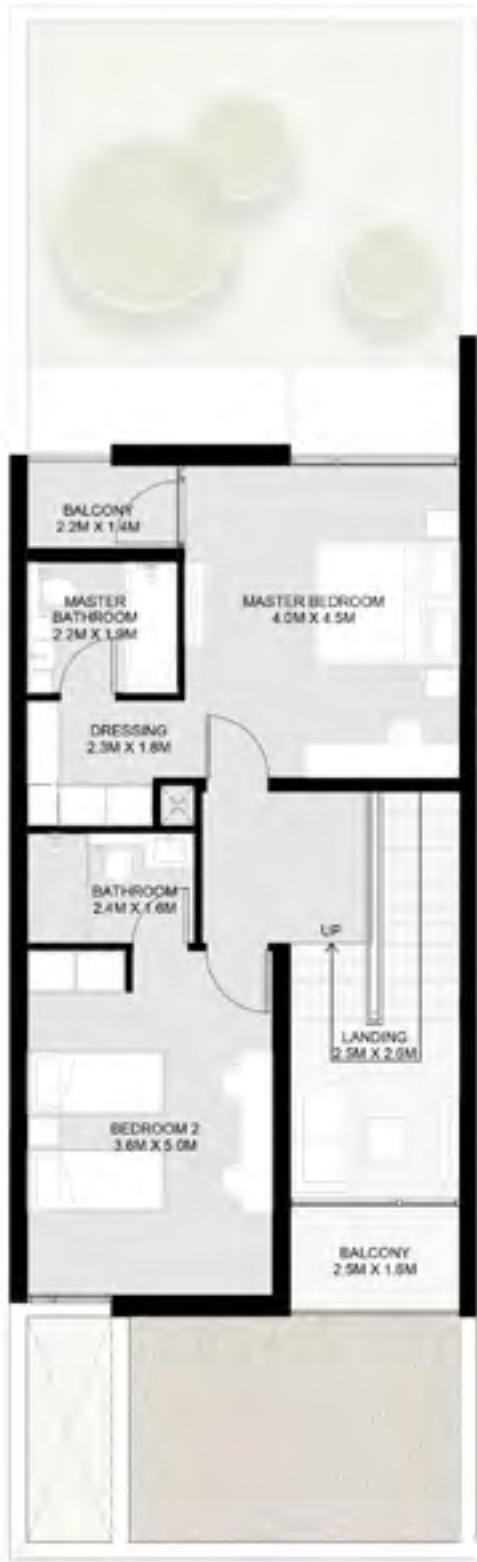 BALCONY
2.2M X 1.4M
MASTER
BATHROOM
2.2M X 1.9M
MASTER BEDROOM
4.0M X 4.5M
DRESSING
2.3M X 1.8M
BATHROOM
2.4M X 1.6M
UP
LANDING
2.5M X 2.6M
BEDROOM 2
3.6M X 5.0M
BALCONY
2.5M X 1.6M